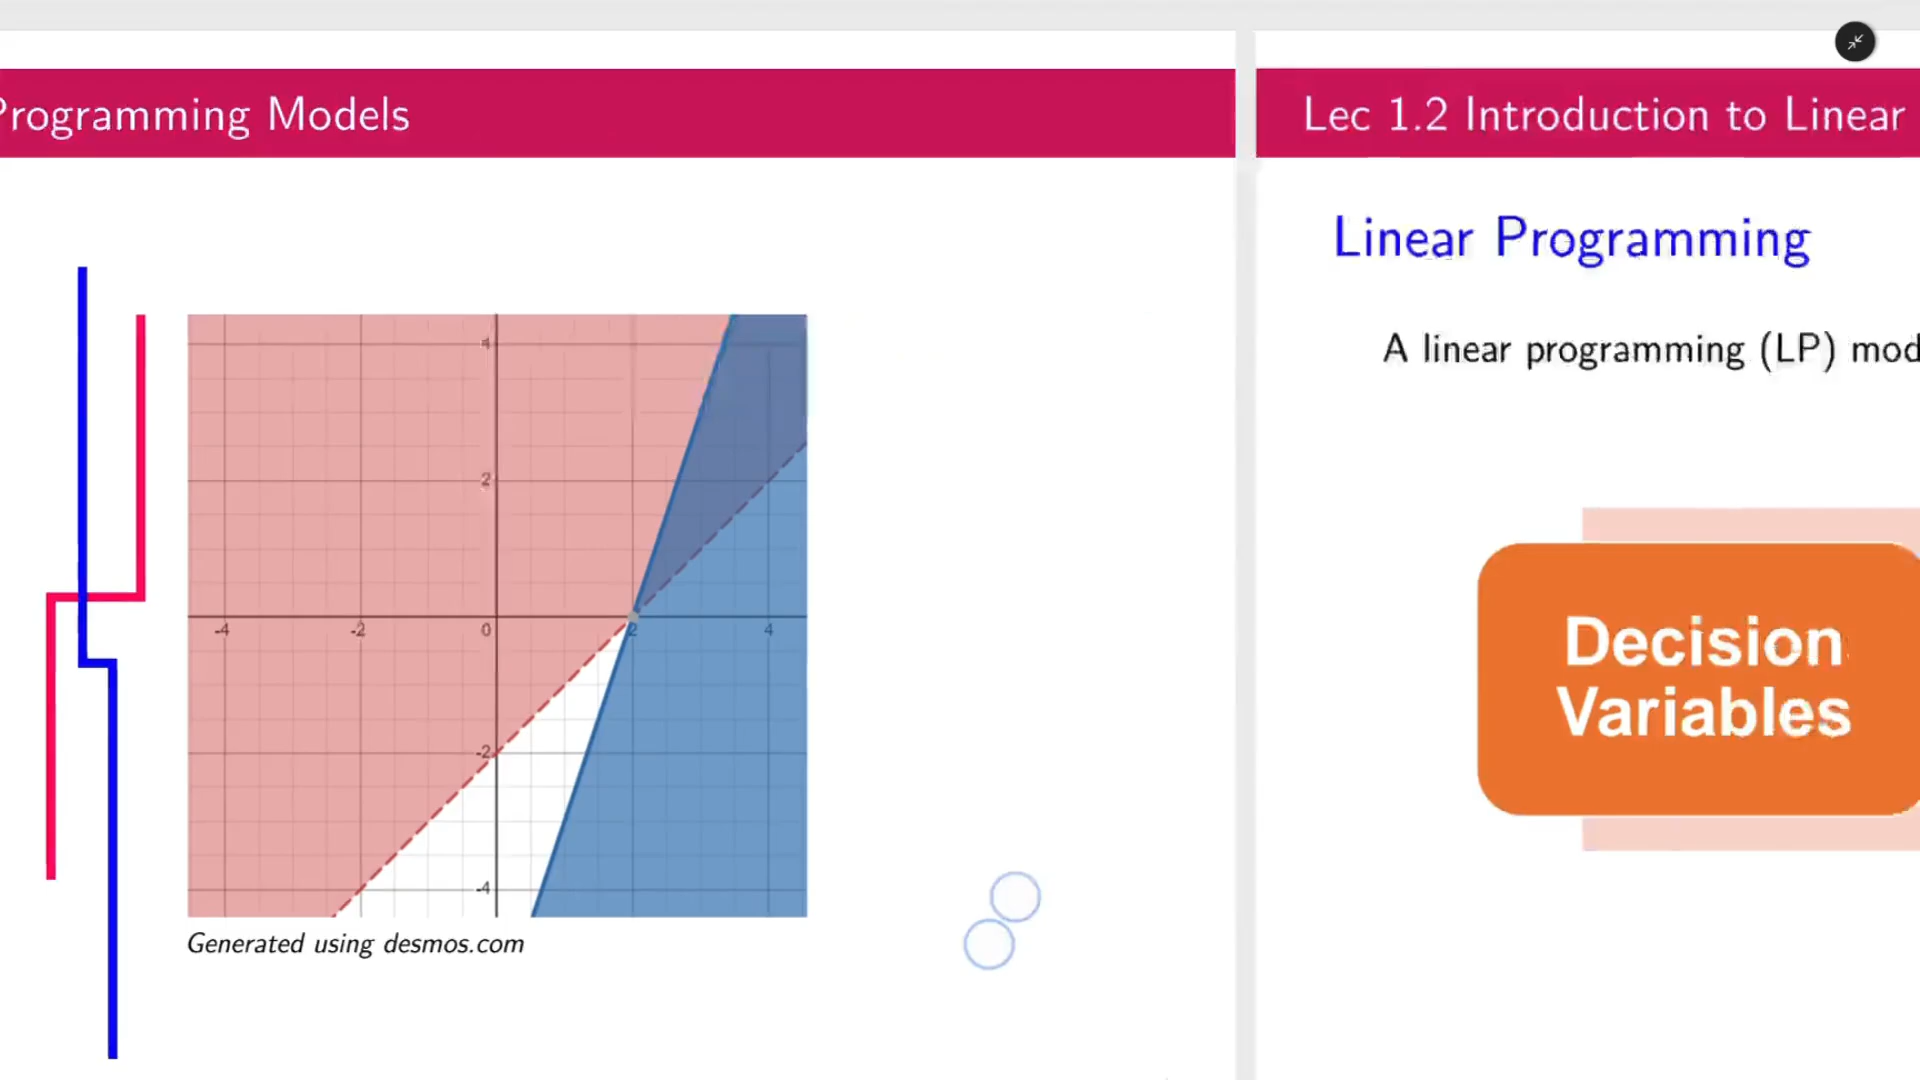 Programming Models
4
2
-4
-2
0
2
4
-2
-4
Generated using desmos.com
Lec 1.2 Introduction to Linear
Linear Programming
A linear programming (LP) mod
Decision
Variables